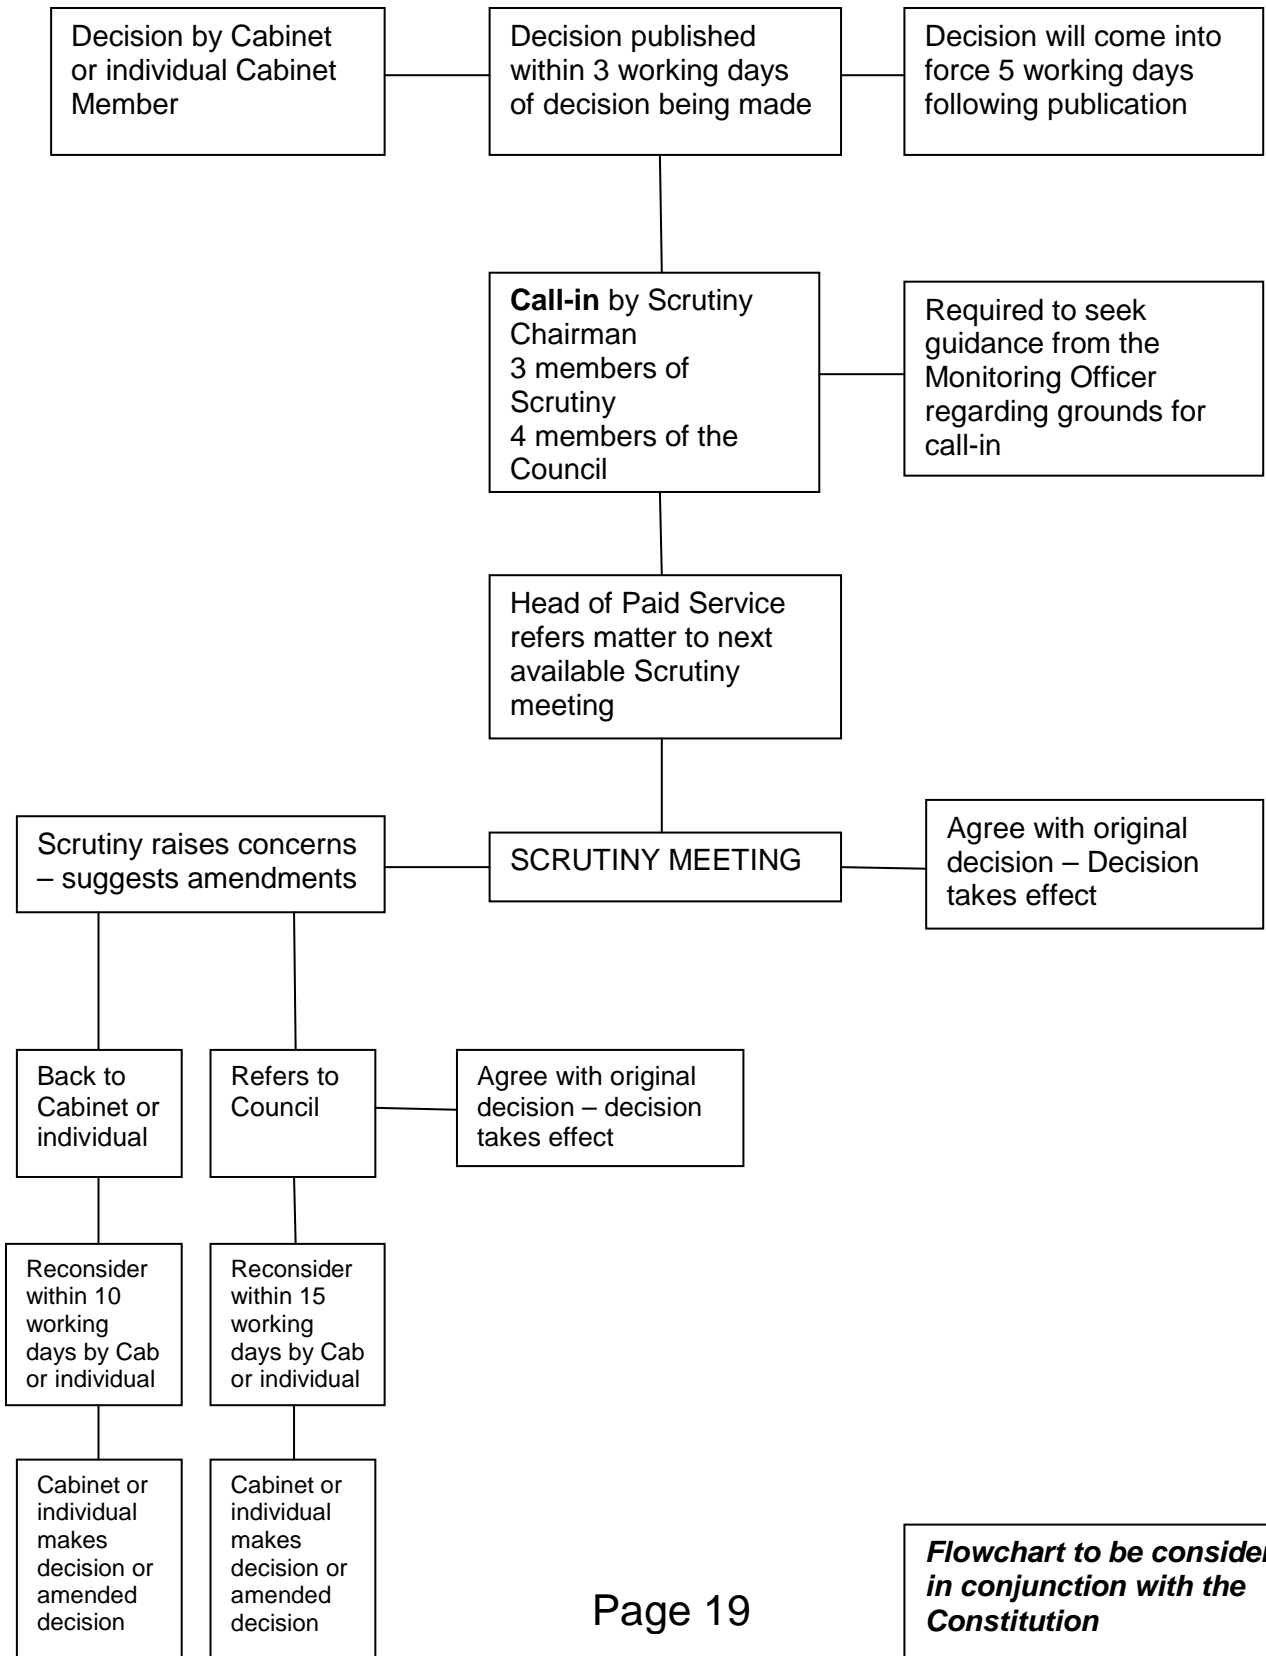 Decision by Cabinet
or individual Cabinet
Member
Decision published
within 3 working days
of decision being made
Decision will come into
force 5 working days
following publication
Call-in by Scrutiny
Chairman
3 members of
Scrutiny
4 members of the
Council
Required to seek
guidance from the
Monitoring Officer
regarding grounds for
call-in
Head of Paid Service
refers matter to next
available Scrutiny
meeting
Scrutiny raises concerns
– suggests amendments
SCRUTINY MEETING
Agree with original
decision – Decision
takes effect
Back to
Cabinet or
individual
Refers to
Council
Agree with original
decision – decision
takes effect
Reconsider
within 10
working
days by Cab
or individual
Reconsider
within 15
working
days by Cab
or individual
Cabinet or
individual
makes
decision or
amended
decision
Cabinet or
individual
makes
decision or
amended
decision
Flowchart to be consider
in conjunction with the
Constitution
Page 19